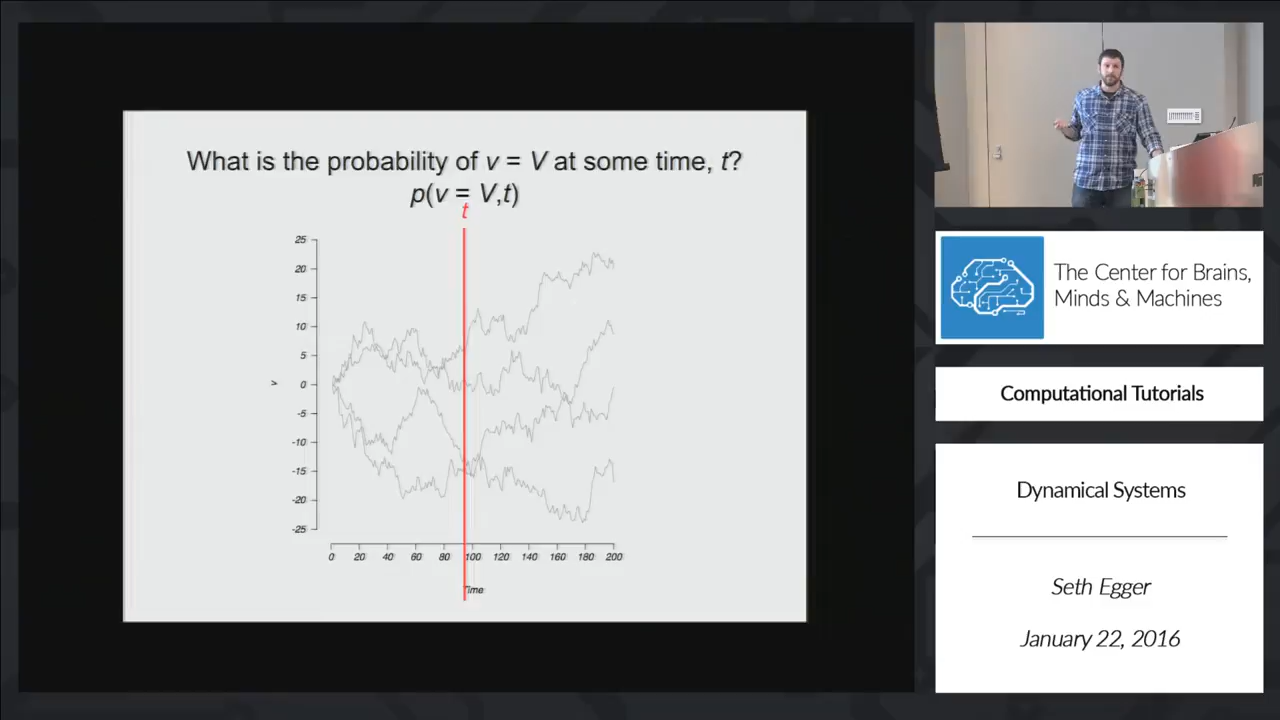 What is the probability of v = V at some time, t?
p(v = V,t)
t
25
20
15
10
5
0
-5
-10
-15
-20
-25
v
0 20 40 60 80 100 120 140 160 180 200
Time
The Center for Brains,
Minds & Machines
Computational Tutorials
Dynamical Systems
Seth Egger
January 22, 2016